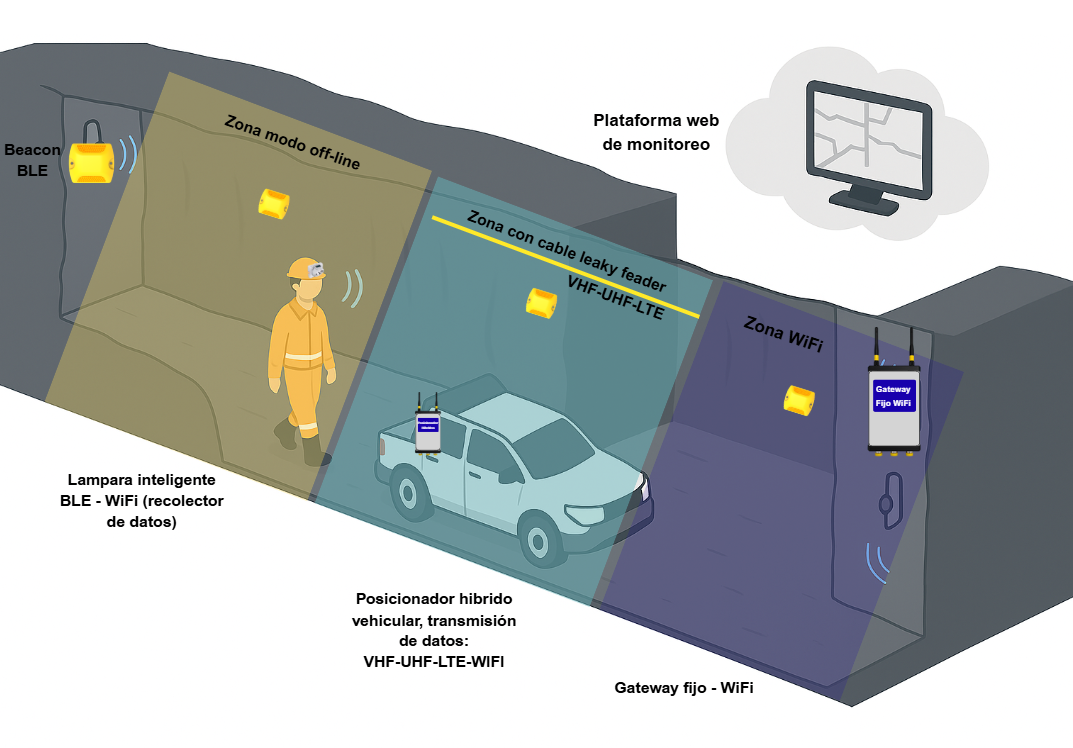 Plataforma web
de monitoreo
Beacon
BLE
Zona modo off-line
Zona con cable leaky feader
VHF-UHF-LTE
Zona WiFi
Gateway
Fijo WiFi
Lampara inteligente
BLE - WiFi (recolector
de datos)
Posicionador hibrido
vehicular, transmisión
de datos:
VHF-UHF-LTE-WIFI
Gateway fijo - WiFi